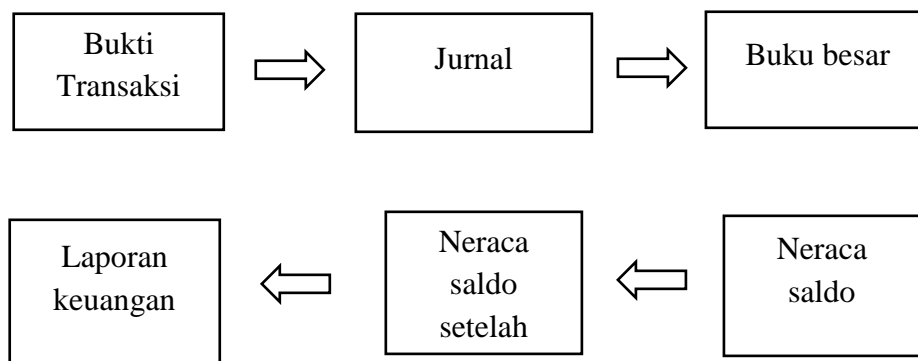 Bukti
Transaksi
Jurnal
Buku besar
Laporan
keuangan
Neraca
saldo
setelah
Neraca
saldo